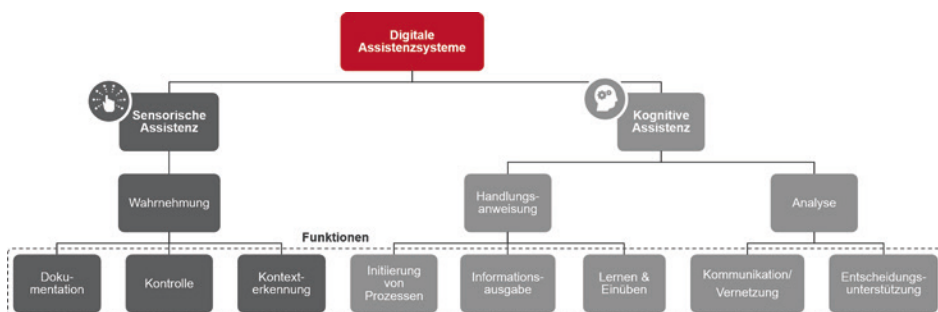 Digitale
Assistenzsysteme
Sensorische
Assistenz
Kognitive
Assistenz
Wahrnehmung
Handlungs-
anweisung
Analyse
Funktionen
Doku-
mentation
Kontrolle
Kontext-
erkennung
Initiierung
von
Prozessen
Informations-
ausgabe
Lernen &
Einüben
Kommunikation/
Vernetzung
Entscheidungs-
unterstützung